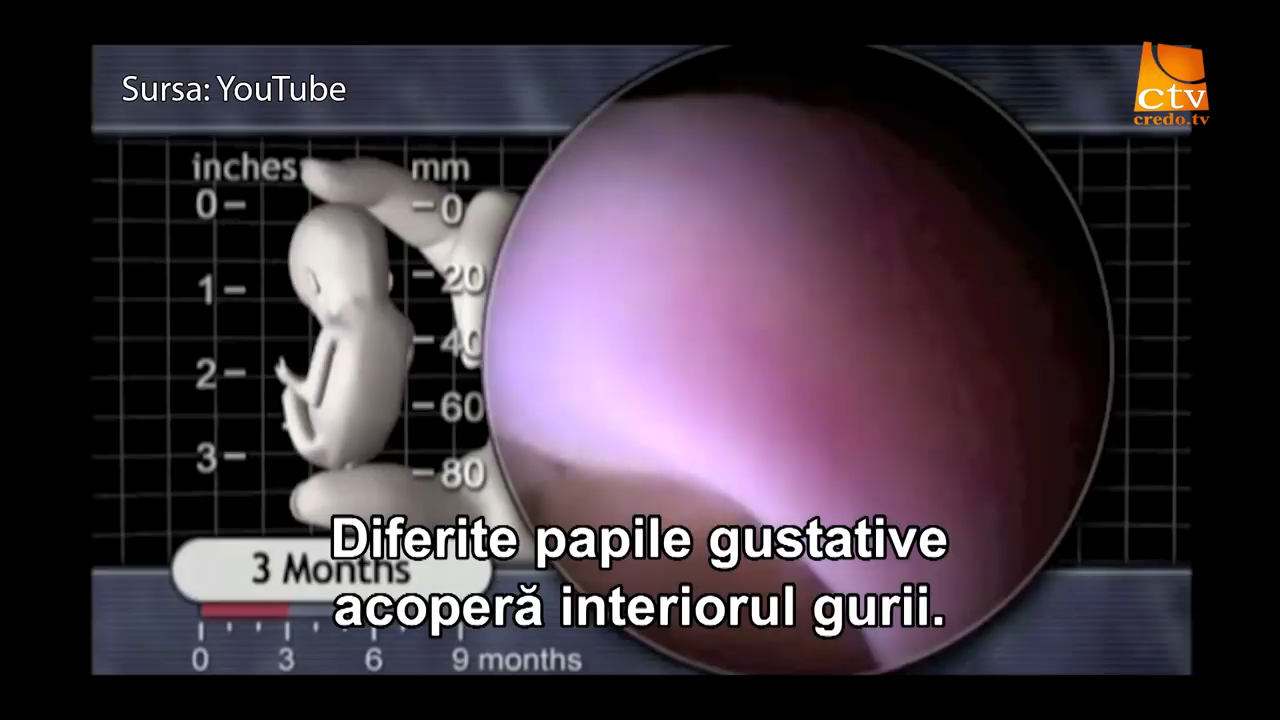 Sursa: YouTube
ctv
credo.tv
inches
mm
0
0
20
1
40
2
60
3
80
Diferite papile gustative
3 Months
acoperă interiorul gurii.
0
3
6
9 months